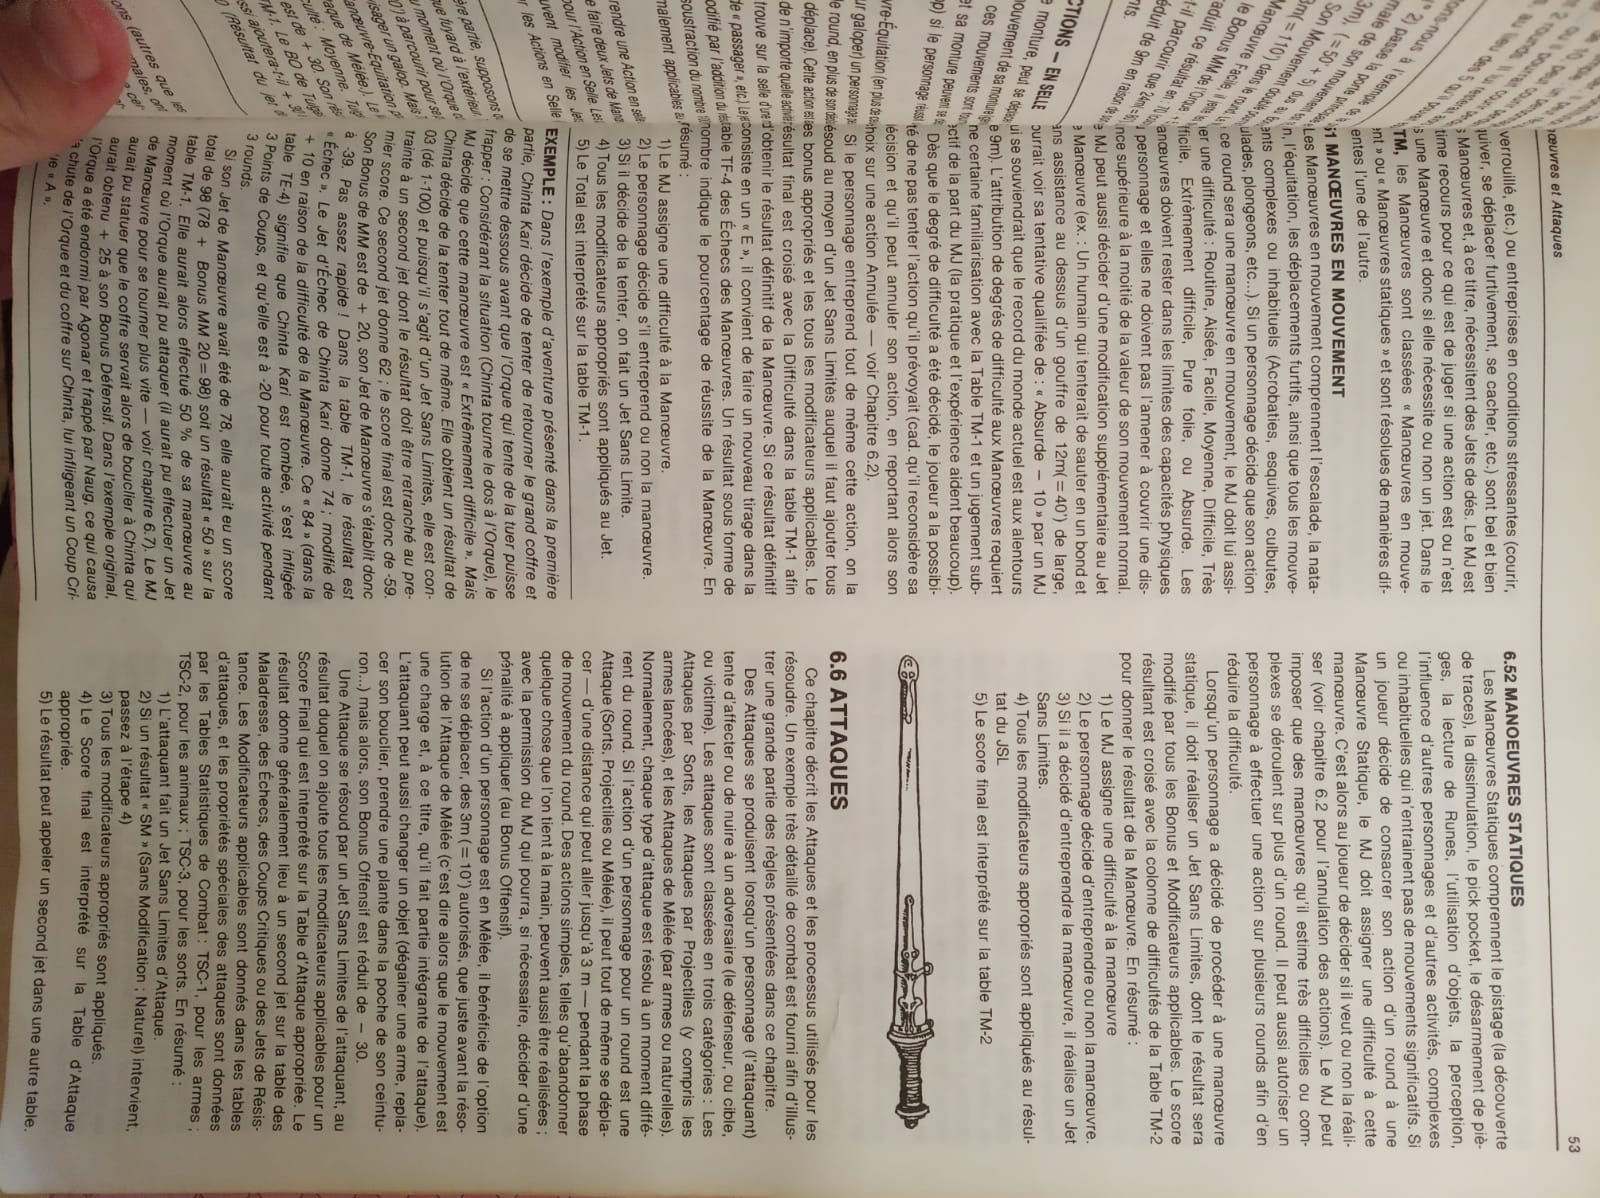 53
œuvres et Attaques
verrouillé, etc.) ou entreprises en conditions stressantes (courir,
quiver, se déplacer furtivement, se cacher, etc.) sont bel et bien
s Manœuvres et, à ce titre, nécessitent des Jets de dés. Le MJ est
time recours pour ce qui est de juger si une action est ou n'est
s une Manœuvre et donc si elle nécessite ou non un jet. Dans le
TM, les Manœuvres sont classées « Manœuvres en mouve-
ent » ou « Manœuvres statiques » et sont résolues de manières dif-
entes l'une de l'autre.
51 MANŒUVRES EN MOUVEMENT
Les Manœuvres en mouvement comprennent l'escalade, la nata-
n, l'équitation, les déplacements furtifs, ainsi que tous les mouve-
ents complexes ou inhabituels (Acrobaties, esquives, culbutes,
ulades, plongeons, etc...). Si un personnage décide que son action
ce round sera une manœuvre en mouvement, le MJ doit lui assi-
er une difficulté : Routine, Aisée, Facile, Moyenne, Difficile, Très
fficile, Extrèmement difficile, Pure folie, ou Absurde. Les
anœuvres doivent rester dans les limites des capacités physiques
personnage et elles ne doivent pas l'amener à couvrir une dis-
nce supérieure à la moitié de la valeur de son mouvement normal.
e MJ peut aussi décider d'une modification supplémentaire au Jet
e Manœuvre (ex. : Un humain qui tenterait de sauter en un bond et
ans assistance au dessus d'un gouffre de 12m(= 40') de large,
ourrait voir sa tentative qualifiée de : « Absurde — 10 » par un MJ
ui se souviendrait que le record du monde actuel est aux alentours
e 9m). L'attribution de degrés de difficulté aux Manœuvres requiert
ne certaine familiarisation avec la Table TM-1 et un jugement sub-
ectif de la part du MJ (la pratique et l'expérience aident beaucoup).
Dès que le degré de difficulté a été décidé, le joueur a la possibi-
té de ne pas tenter l'action qu'il prévoyait (cad. qu'il reconsidère sa
écision et qu'il peut annuler son action, en reportant alors son
hoix sur une action Annulée — voir Chapitre 6.2).
Si le personnage entreprend tout de même cette action, on la
ésoud au moyen d'un Jet Sans Limités auquel il faut ajouter tous
es bonus appropriés et les tous les modificateurs applicables. Le
ésultat final est croisé avec la Difficulté dans la table TM-1 afin
d'obtenir le résultat définitif de la Manœuvre. Si ce résultat définitif
consiste en un « E », il convient de faire un nouveau tirage dans la
table TF-4 des Échecs des Manœuvres. Un résultat sous forme de
nombre indique le pourcentage de réussite de la Manœuvre. En
résumé :
1) Le MJ assigne une difficulté à la Manœuvre.
2) Le personnage décide s'il entreprend ou non la manœuvre.
3) Si il décide de la tenter, on fait un Jet Sans Limite.
4) Tous les modificateurs appropriés sont appliqués au Jet.
5) Le Total est interprété sur la table TM-1.
EXEMPLE : Dans l'exemple d'aventure présenté dans la première
partie, Chinta Kari décide de tenter de retourner le grand coffre et
de se mettre dessous avant que l'Orque qui tente de la tuer puisse
frapper : Considérant la situation (Chinta tourne le dos à l'Orque), le
MJ décide que cette manœuvre est « Extrêmement difficile ». Mais
Chinta décide de la tenter tout de même. Elle obtient un résultat de
03 (dé 1-100) et puisqu'il s'agit d'un Jet Sans Limites, elle est con-
trainte à un second jet dont le résultat doit être retranché au pre-
mier score. Ce second jet donne 62 ; le score final est donc de -59.
Son Bonus de MM est de + 20, son Jet de Manœuvre s'établit donc
à -39. Pas assez rapide ! Dans la table TM-1, le résultat est
« Échec ». Le Jet d'Échec de Chinta Kari donne 74 ; modifié de
+ 10 en raison de la difficulté de la Manœuvre. Ce « 84 » (dans la
table TE-4) signifie que Chinta Kari est tombée, s'est infligée
3 Points de Coups, et qu'elle est à -20 pour toute activité pendant
3 rounds.
Si son Jet de Manœuvre avait été de 78, elle aurait eu un score
total de 98 (78 + Bonus MM 20 = 98) soit un résultat « 50 » sur la
table TM-1. Elle aurait alors effectué 50 % de sa manœuvre au
moment où l'Orque aurait pu attaquer (il aurait pu effectuer un Jet
de Manœuvre pour se tourner plus vite — voir chapitre 6.7). Le MJ
aurait pu statuer que le coffre servait alors de bouclier à Chinta qui
aurait obtenu + 25 à son Bonus Défensif. Dans l'exemple original,
l'Orque a été endormi par Agonar et frappé par Naug, ce qui causa
la chute de l'Orque et du coffre sur Chinta, lui infligeant un Coup Cri-
ue « A ».
6.52 MANOEUVRES STATIQUES
Les Manœuvres Statiques comprennent le pistage (la découverte
de traces), la dissimulation, le pick pocket, le désarmement de piè-
ges, la lecture de Runes, l'utilisation d'objets, la perception,
l'influence d'autres personnages et d'autres activités, complexes
ou inhabituelles qui n'entrainent pas de mouvements significatifs. Si
un joueur décide de consacrer son action d'un round à une
Manœuvre Statique, le MJ doit assigner une difficulté à cette
manœuvre. C'est alors au joueur de décider si il veut ou non la réali-
ser (voir chapitre 6.2 pour l'annulation des actions). Le MJ peut
imposer que des manœuvres qu'il estime très difficiles ou com-
plexes se déroulent sur plus d'un round. Il peut aussi autoriser un
personnage à effectuer une action sur plusieurs rounds afin d'en
réduire la difficulté.
Lorsqu'un personnage a décidé de procéder à une manœuvre
statique, il doit réaliser un Jet Sans Limites, dont le résultat sera
modifié par tous les Bonus et Modificateurs applicables. Le score
résultant est croisé avec la colonne de difficultés de la Table TM-2
pour donner le résultat de la Manœuvre. En résumé :
1) Le MJ assigne une difficulté à la manœuvre
2) Le personnage décide d'entreprendre ou non la manœuvre.
3) Si il a décidé d'entreprendre la manœuvre, il réalise un Jet
Sans Limites.
4) Tous les modificateurs appropriés sont appliqués au résul-
tat du JSL
5) Le score final est interprêté sur la table TM-2
6.6 ATTAQUES
Ce chapitre décrit les Attaques et les processus utilisés pour les
résoudre. Un exemple très détaillé de combat est fourni afin d'illus-
trer une grande partie des règles présentées dans ce chapitre.
Des Attaques se produisent lorsqu'un personnage (l'attaquant)
tente d'affecter ou de nuire à un adversaire (le défenseur, ou cible,
ou victime). Les attaques sont classées en trois catégories : Les
Attaques par Sorts, les Attaques par Projectiles (y compris les
armes lancées), et les Attaques de Mêlée (par armes ou naturelles).
Normalement, chaque type d'attaque est résolu à un moment diffé-
rent du round. Si l'action d'un personnage pour un round est une
Attaque (Sorts, Projectiles ou Mêlée), il peut tout de même se dépla-
cer — d'une distance qui peut aller jusqu'à 3 m — pendant la phase
de mouvement du round. Des actions simples, telles qu'abandonner
quelque chose que l'on tient à la main, peuvent aussi être réalisées ;
avec la permission du MJ qui pourra, si nécessaire, décider d'une
pénalité à appliquer (au Bonus Offensif).
Si l'action d'un personnage est en Mêlée, il bénéficie de l'option
de ne se déplacer, des 3m (= 10') autorisés, que juste avant la réso-
lution de l'Attaque de Mêlée (c'est dire alors que le mouvement est
une charge et, à ce titre, qu'il fait partie intégrante de l'attaque).
L'attaquant peut aussi changer un objet (dégainer une arme, repla-
cer son bouclier, prendre une plante dans la poche de son ceintu-
ron...) mais alors, son Bonus Offensif est réduit de — 30.
Une Attaque se résoud par un Jet Sans Limites de l'attaquant, au
résultat duquel on ajoute tous les modificateurs applicables pour un
Score Final qui est interprêté sur la Table d'Attaque appropriée. Le
résultat donne généralement lieu à un second jet sur la table des
Maladresse, des Échecs, des Coups Critiques ou des Jets de Résis-
tance. Les Modificateurs applicables sont donnés dans les tables
d'attaques, et les propriétés spéciales des attaques sont données
par les Tables Statistiques de Combat : TSC-1, pour les armes ;
TSC-2, pour les animaux ; TSC-3, pour les sorts. En résumé :
1) L'attaquant fait un Jet Sans Limites d'Attaque.
2) Si un résultat « SM » (Sans Modification ; Naturel) intervient,
passez à l'étape 4)
3) Tous les modificateurs appropriés sont appliqués.
4) Le Score final est interprété sur la Table d'Attaque
appropriée.
5) Le résultat peut appeler un second jet dans une autre table.